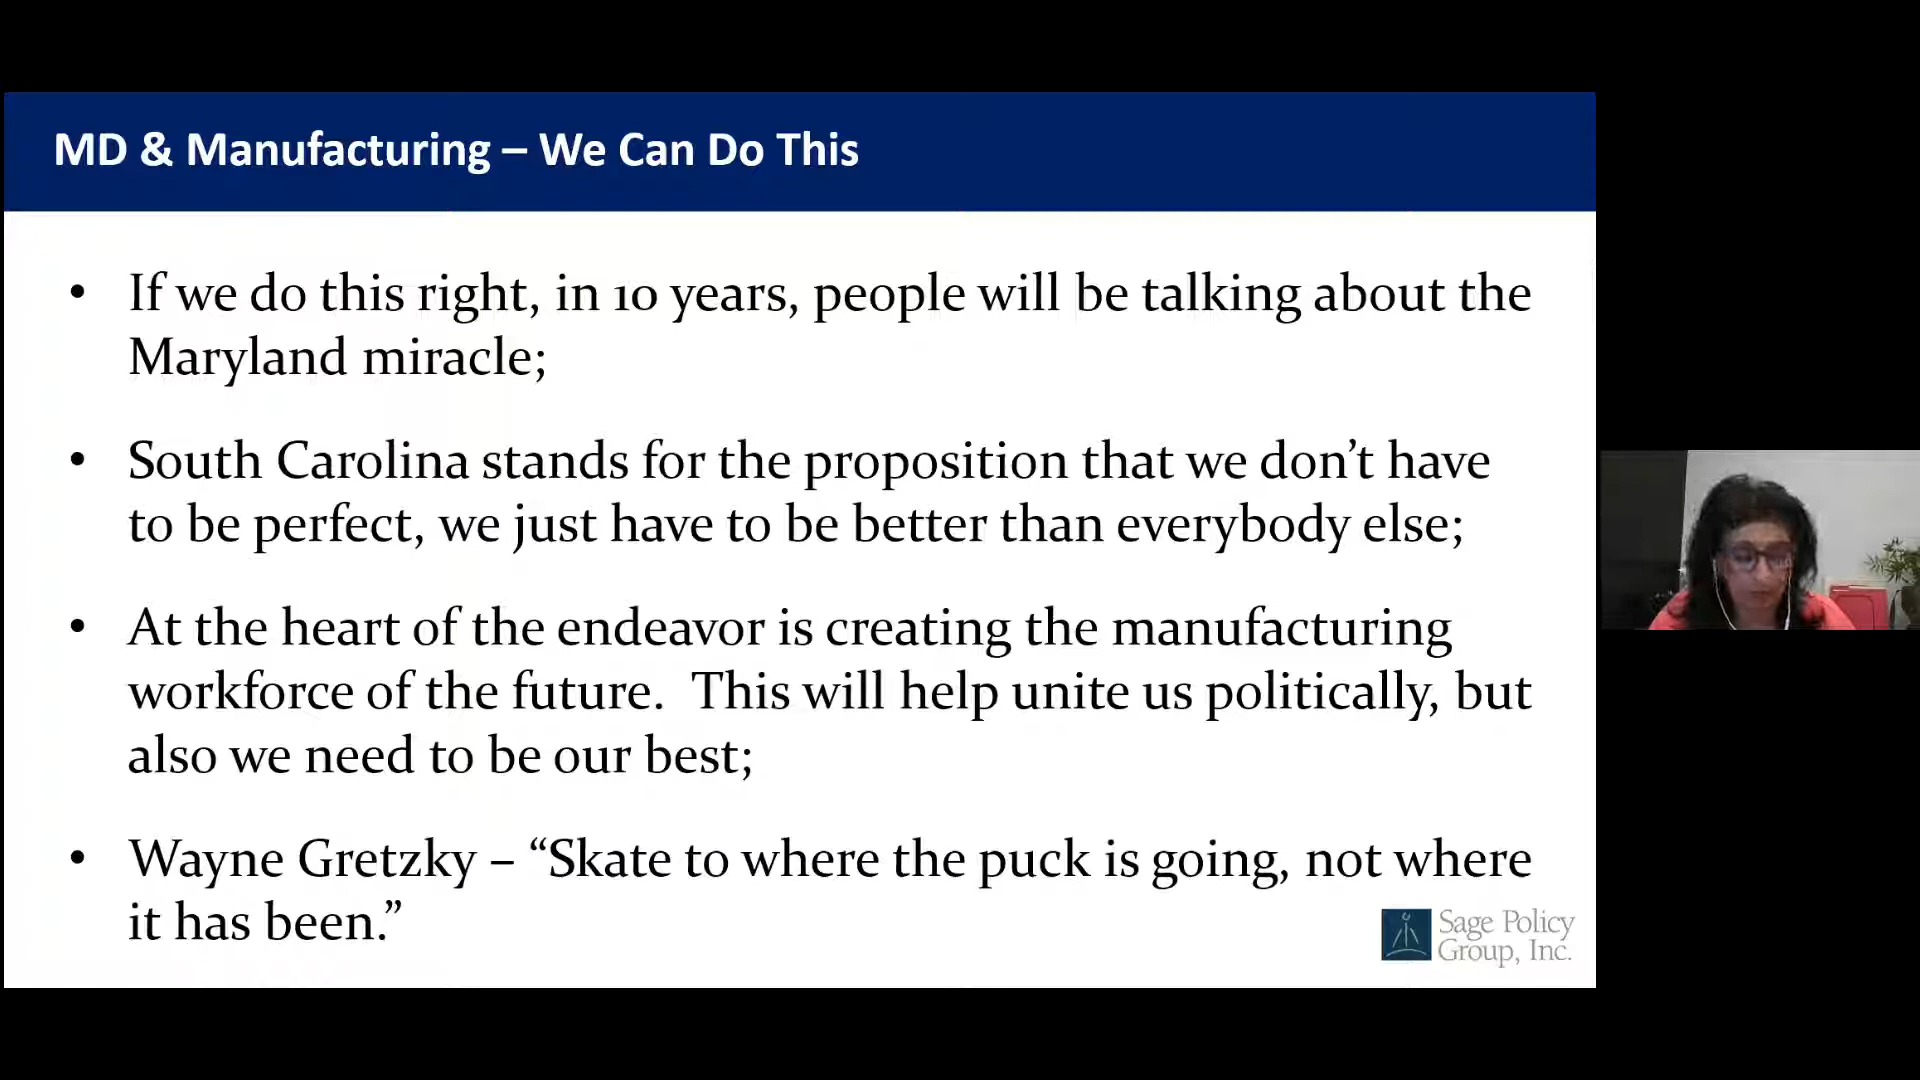 MD & Manufacturing – We Can Do This
• If we do this right, in 10 years, people will be talking about the
Maryland miracle;
• South Carolina stands for the proposition that we don’t have
to be perfect, we just have to be better than everybody else;
• At the heart of the endeavor is creating the manufacturing
workforce of the future.  This will help unite us politically, but
also we need to be our best;
• Wayne Gretzky – “Skate to where the puck is going, not where
it has been.”
Sage Policy
Group, Inc.